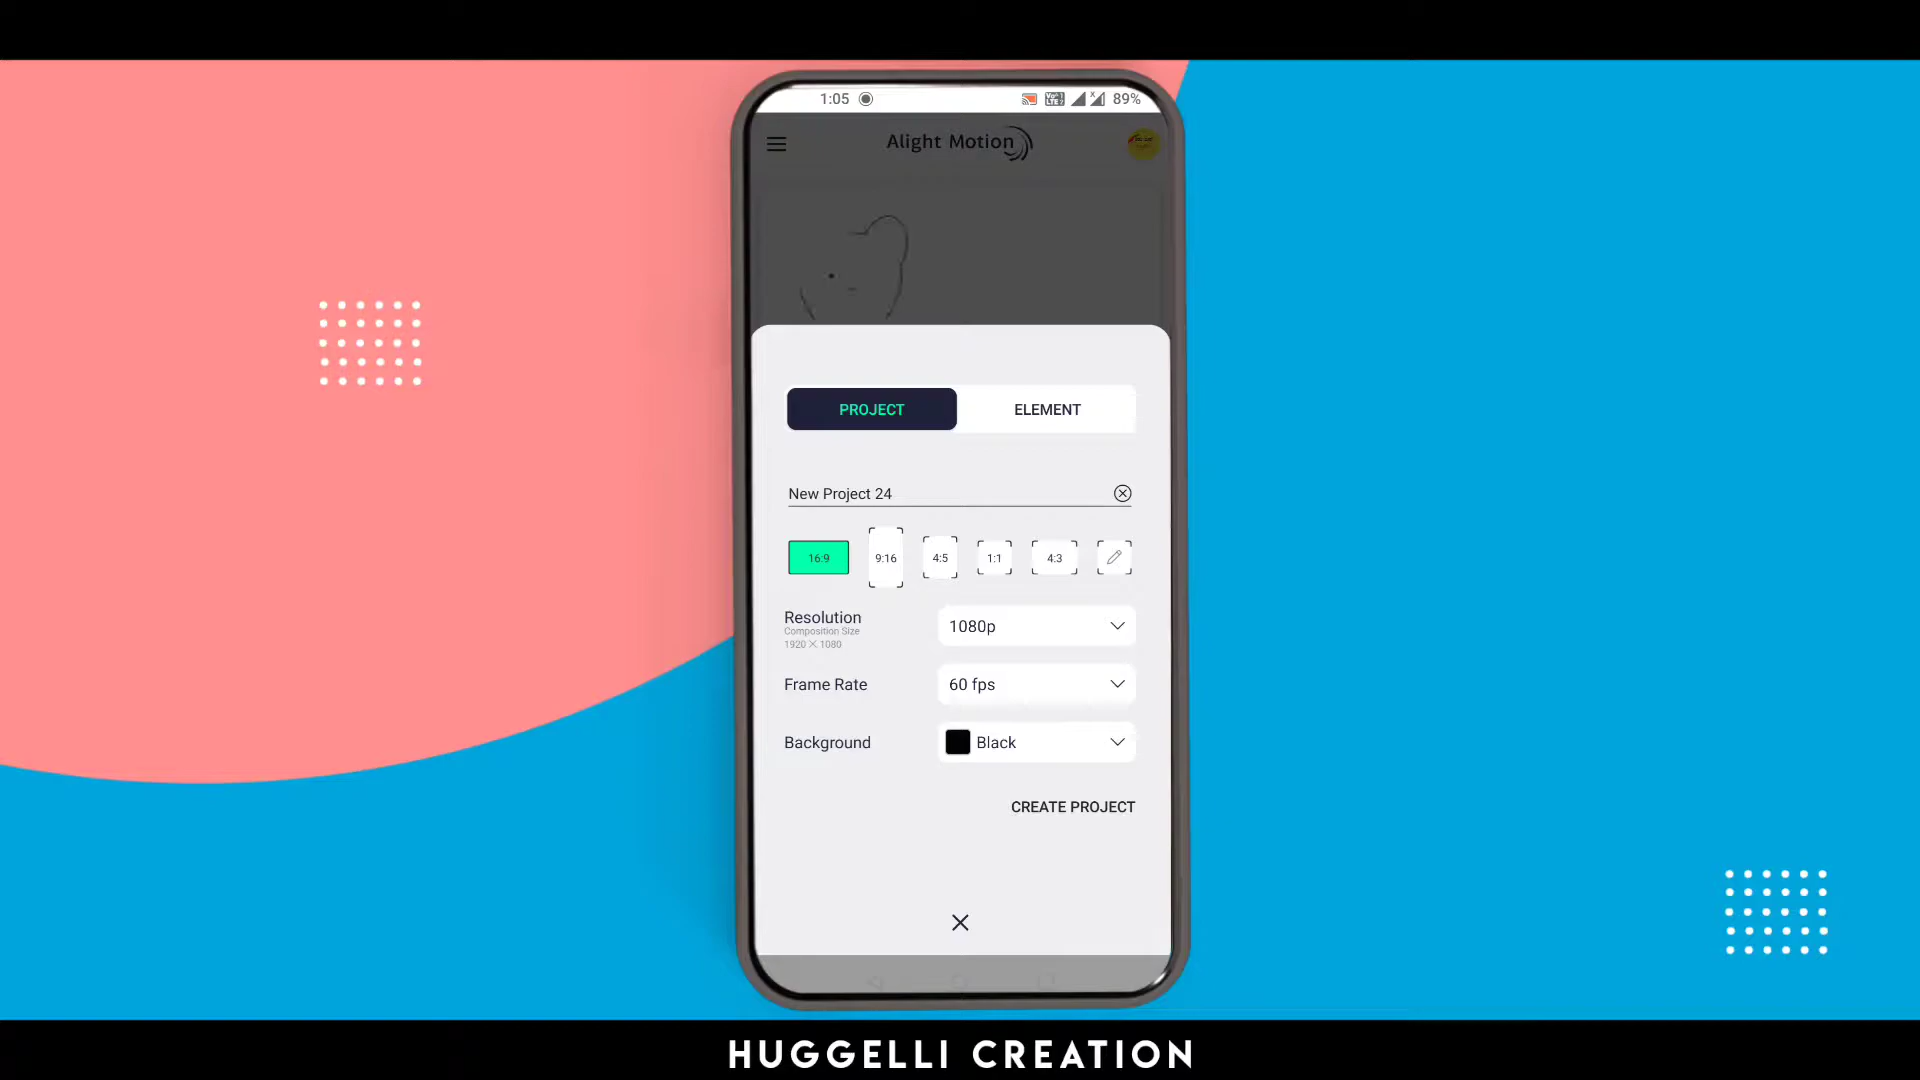 1:05 89%
Alight Motion
PROJECT ELEMENT
New Project 24
16:9 9:16 4:5 1:1 4:3
Resolution
Composition Size
1920 X 1080
1080p
Frame Rate 60 fps
Background Black
CREATE PROJECT
HUGGELLI CREATION